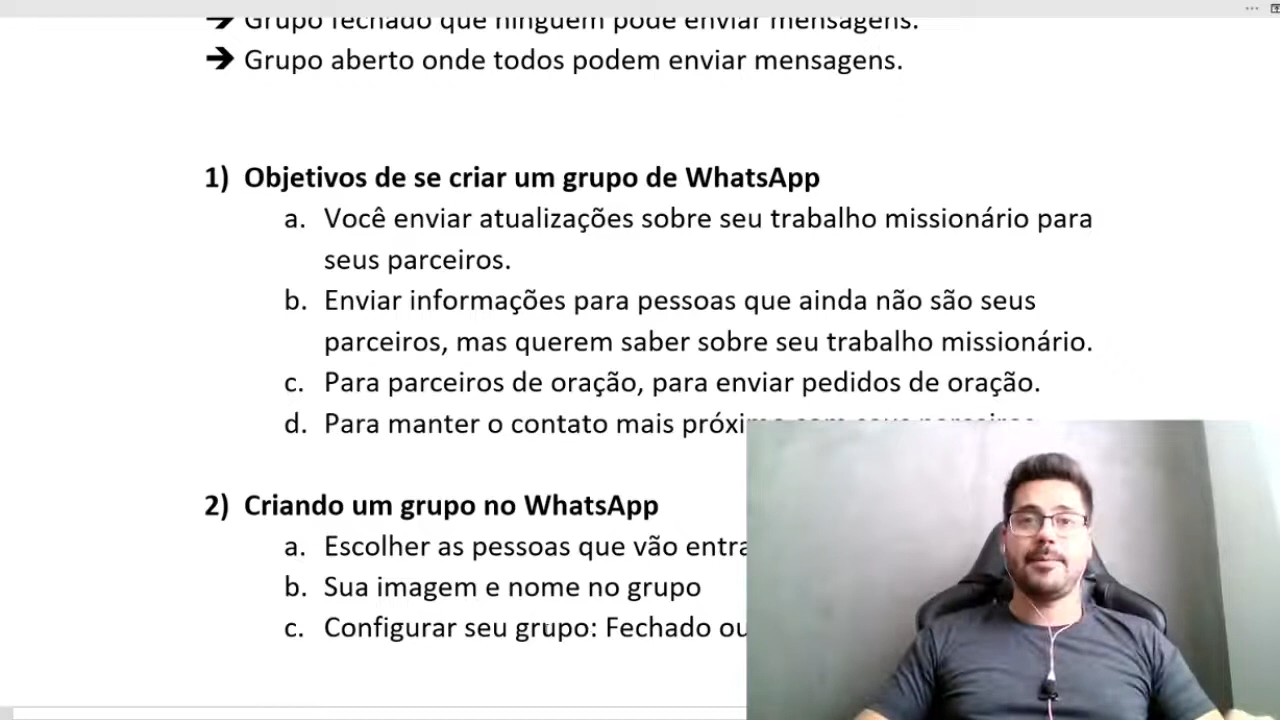 ➔ Grupo fechado que ninguém pode enviar mensagens.
➔ Grupo aberto onde todos podem enviar mensagens.
1) Objetivos de se criar um grupo de WhatsApp
a. Você enviar atualizações sobre seu trabalho missionário para
seus parceiros.
b. Enviar informações para pessoas que ainda não são seus
parceiros, mas querem saber sobre seu trabalho missionário.
c. Para parceiros de oração, para enviar pedidos de oração.
d. Para manter o contato mais próximo com seus parceiros
2) Criando um grupo no WhatsApp
a. Escolher as pessoas que vão
b. Sua imagem e nome no grupo
c. Configurar seu grupo: Fechado ou